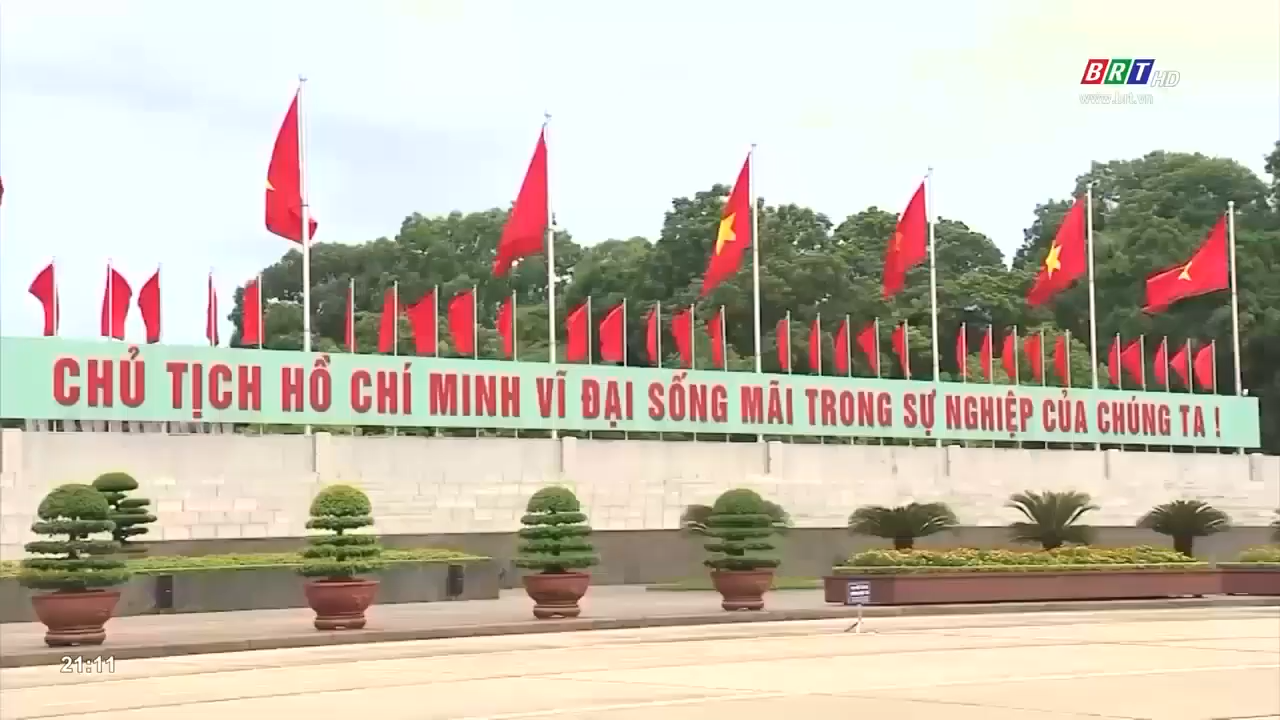 BRT HD
www.brt.vn
CHỦ TỊCH HỒ CHÍ MINH VĨ ĐẠI SỐNG MÃI TRONG SỰ NGHIỆP CỦA CHÚNG TA !
21:11